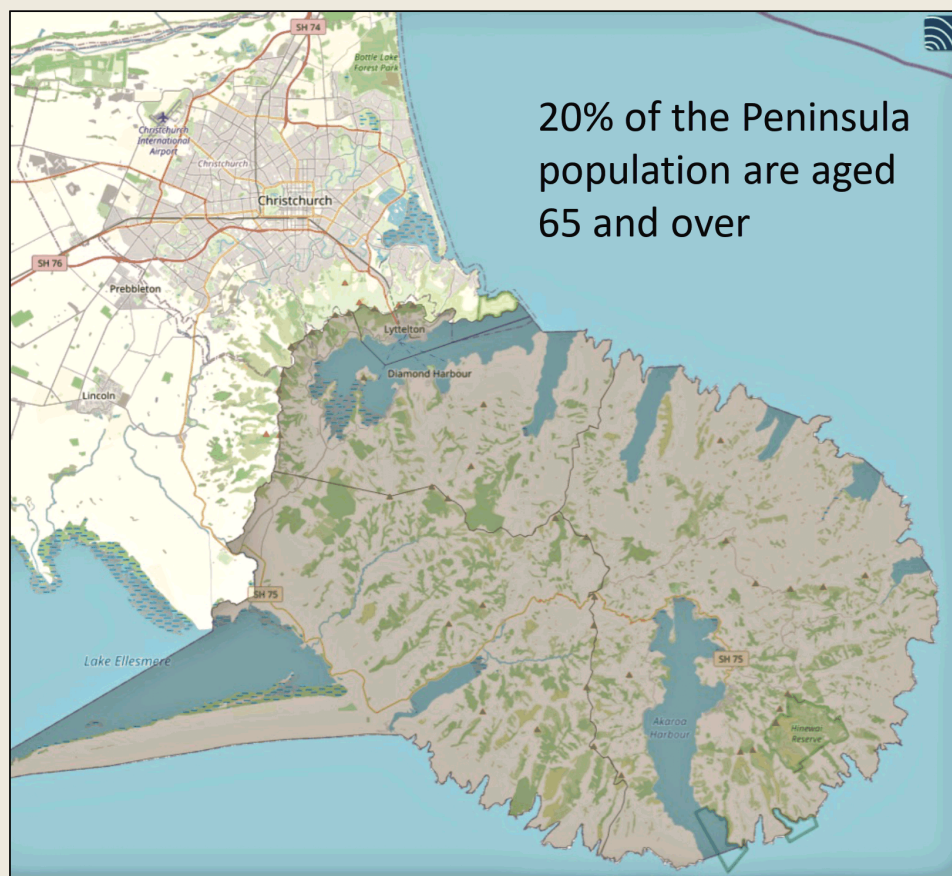 SH 74
Bottle Lake
Forest Park
20% of the Peninsula
population are aged
65 and over
Christchurch
International
Airport
Christchurch
Christchurch
SH 76
Prebbleton
Lyttelton
Diamond Harbour
Lincoln
SH 75
Lake Ellesmere
SH 75
Akaroa
Harbour
Hinewai
Reserve